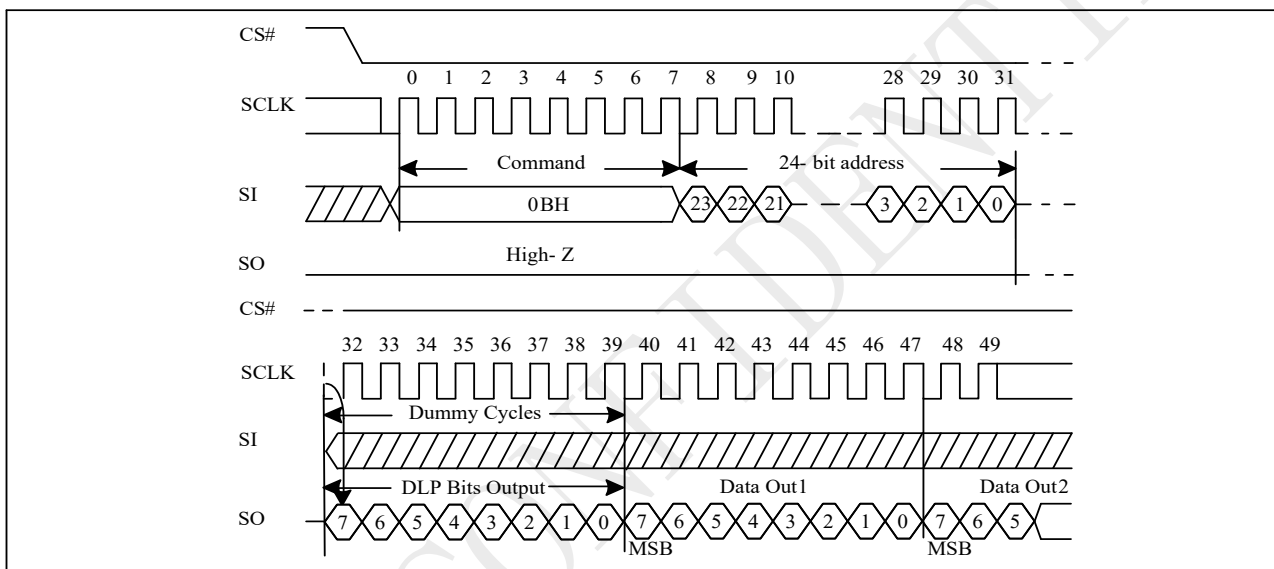 CS#
0 1 2 3 4 5 6 7 8 9 10 28 29 30 31
SCLK
Command 24- bit address
SI 0BH 23 22 21 3 2 1 0
High- Z
SO
CS#
32 33 34 35 36 37 38 39 40 41 42 43 44 45 46 47 48 49
SCLK
Dummy Cycles
SI
DLP Bits Output Data Out1 Data Out2
SO 7 6 5 4 3 2 1 0 7 6 5 4 3 2 1 0 7 6 5
MSB MSB